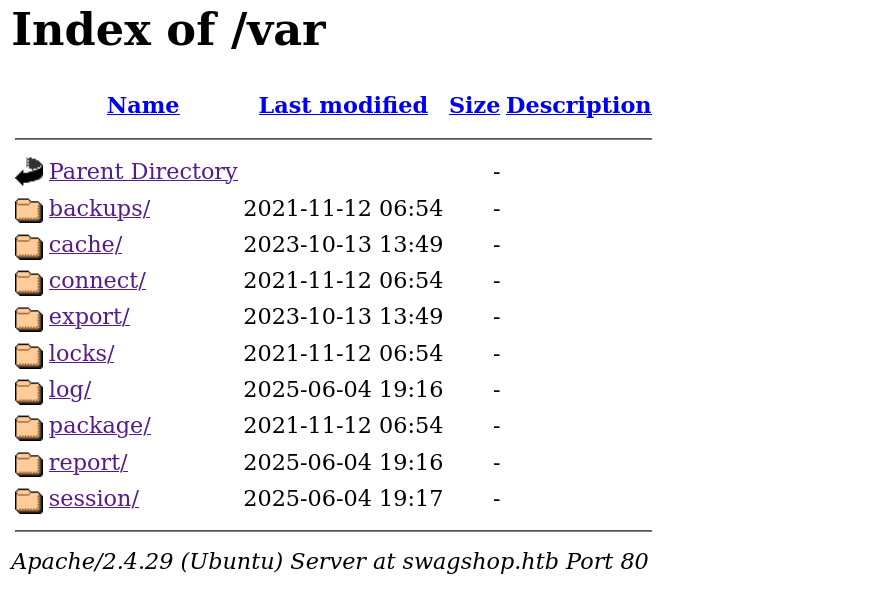 Index of /var
Name Last modified Size Description
Parent Directory -
backups/ 2021-11-12 06:54 -
cache/ 2023-10-13 13:49 -
connect/ 2021-11-12 06:54 -
export/ 2023-10-13 13:49 -
locks/ 2021-11-12 06:54 -
log/ 2025-06-04 19:16 -
package/ 2021-11-12 06:54 -
report/ 2025-06-04 19:16 -
session/ 2025-06-04 19:17 -
Apache/2.4.29 (Ubuntu) Server at swagshop.htb Port 80